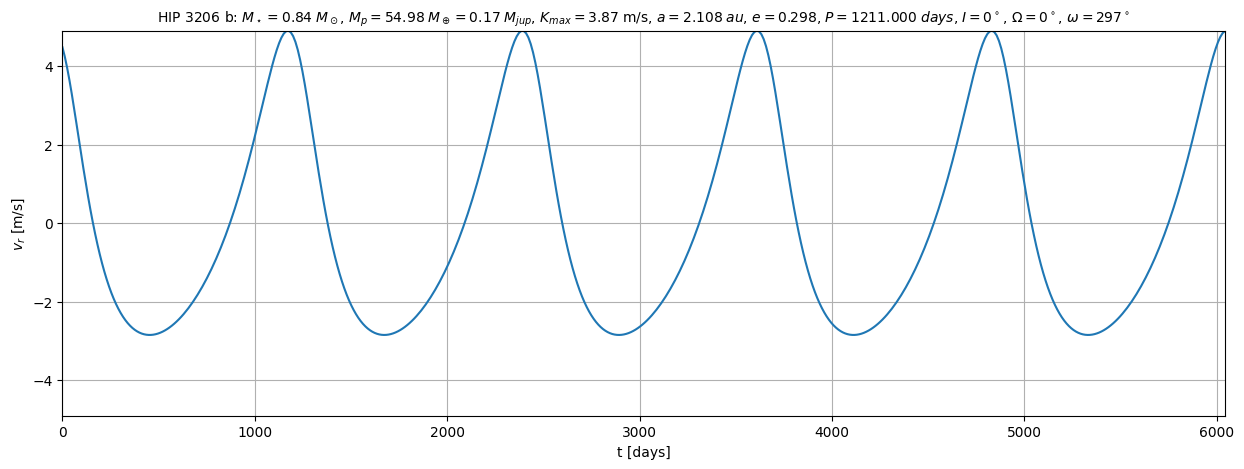 HIP 3206 b: M⋆ = 0.84 M⊙, Mp = 54.98 M⊕ = 0.17 Mjup, Kmax = 3.87 m/s, a = 2.108 au, e = 0.298, P = 1211.000 days, I = 0°, Ω = 0°, ω = 297°
4
2
0
−2
−4
vr [m/s]
0 1000 2000 3000 4000 5000 6000
t [days]